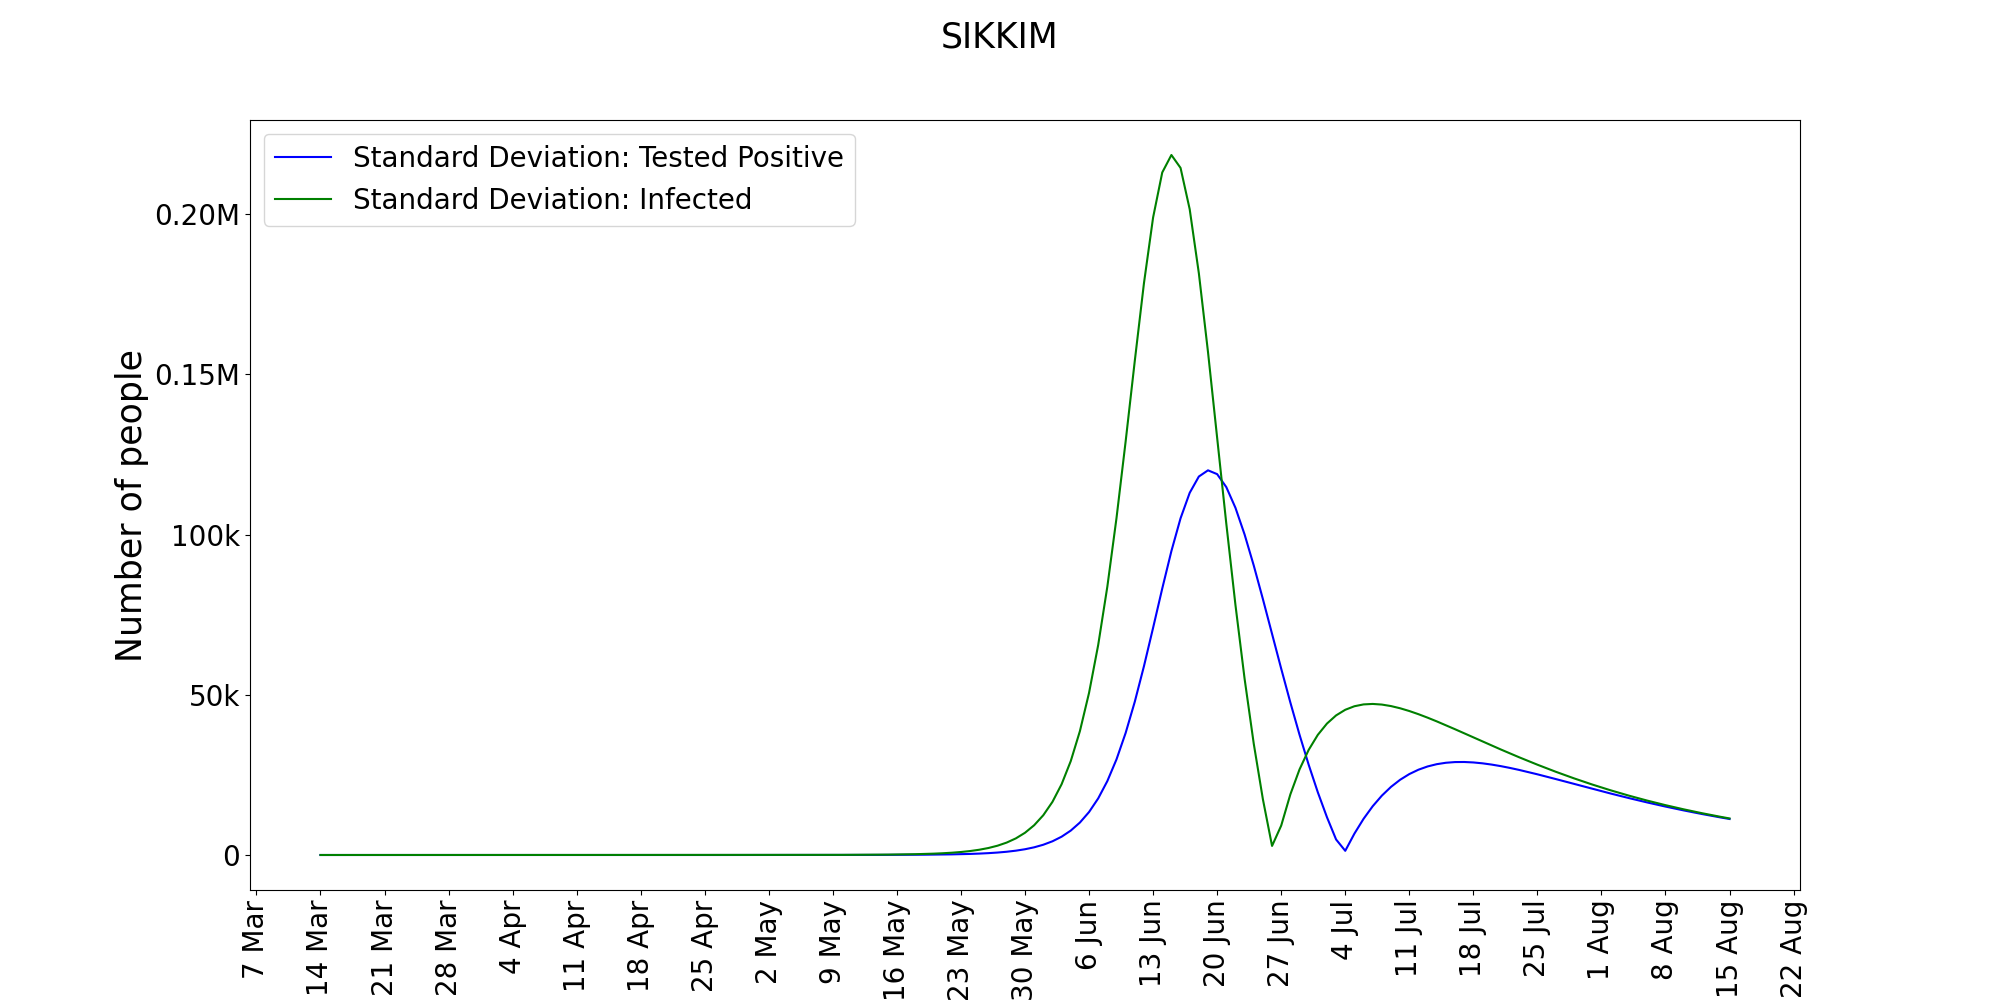 SIKKIM
Standard Deviation: Tested Positive
Standard Deviation: Infected
Number of people
0.20M
0.15M
100k
50k
0
7 Mar
14 Mar
21 Mar
28 Mar
4 Apr
11 Apr
18 Apr
25 Apr
2 May
9 May
16 May
23 May
30 May
6 Jun
13 Jun
20 Jun
27 Jun
4 Jul
11 Jul
18 Jul
25 Jul
1 Aug
8 Aug
15 Aug
22 Aug